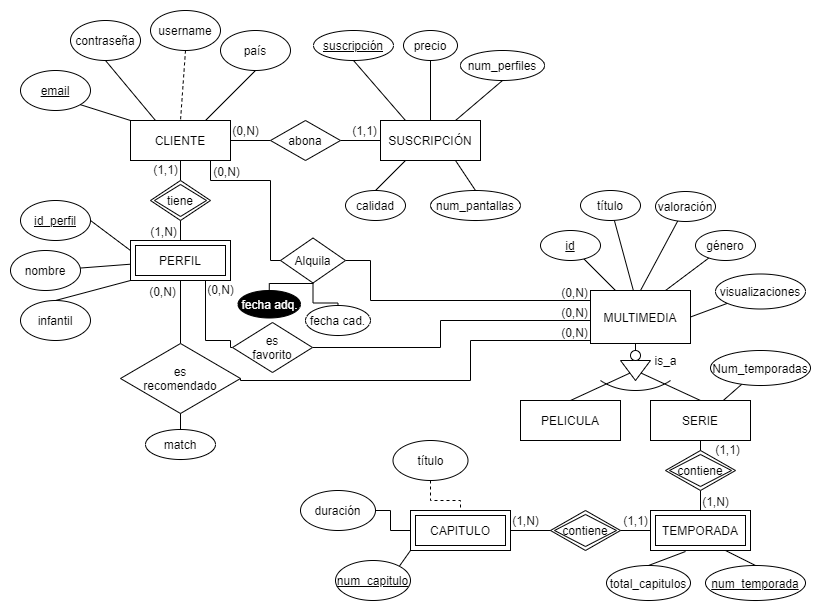 username
contraseña
país
email
suscripción
precio
num_perfiles
CLIENTE
(0,N)
abona
(1,1)
SUSCRIPCIÓN
(1,1)
(0,N)
tiene
calidad
num_pantallas
título
valoración
id_perfil
(1,N)
id
género
PERFIL
Alquila
nombre
(0,N)
(0,N)
(0,N)
visualizaciones
fecha adq.
(0,N)
MULTIMEDIA
infantil
fecha cad.
(0,N)
es
favorito
is_a
es
recomendado
Num_temporadas
PELICULA
SERIE
match
(1,1)
título
contiene
(1,N)
duración
CAPITULO
(1,N)
contiene
(1,1)
TEMPORADA
num_capitulo
total_capitulos
num_temporada